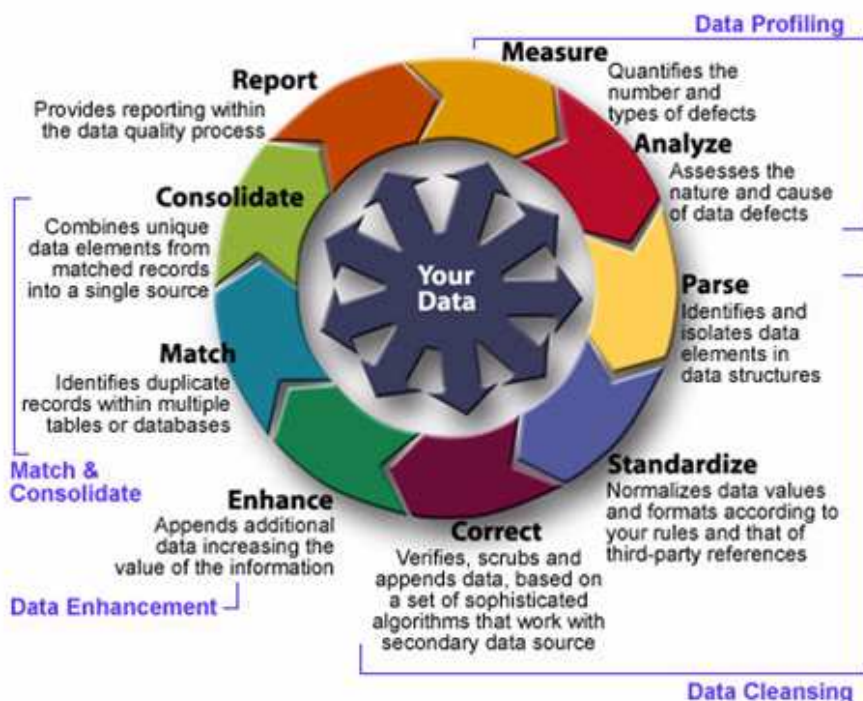 Data Profiling
Measure
Quantifies the
number and
types of defects
Analyze
Assesses the
nature and cause
of data defects
Parse
Identifies and
isolates data
elements in
data structures
Standardize
Normalizes data values
and formats according to
your rules and that of
third-party references
Correct
Verifies, scrubs and
appends data, based on
a set of sophisticated
algorithms that work with
secondary data source
Data Cleansing
Enhance
Appends additional
data increasing the
value of the information
Data Enhancement
Match
Identifies duplicate
records within multiple
tables or databases
Match &
Consolidate
Consolidate
Combines unique
data elements from
matched records
into a single source
Report
Provides reporting within
the data quality process
Your
Data